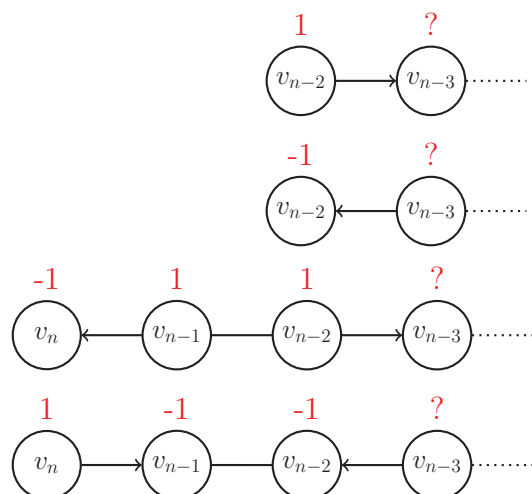 1 ?
v_{n-2} v_{n-3}
-1 ?
v_{n-2} v_{n-3}
-1 1 1 ?
v_n v_{n-1} v_{n-2} v_{n-3}
1 -1 -1 ?
v_n v_{n-1} v_{n-2} v_{n-3}